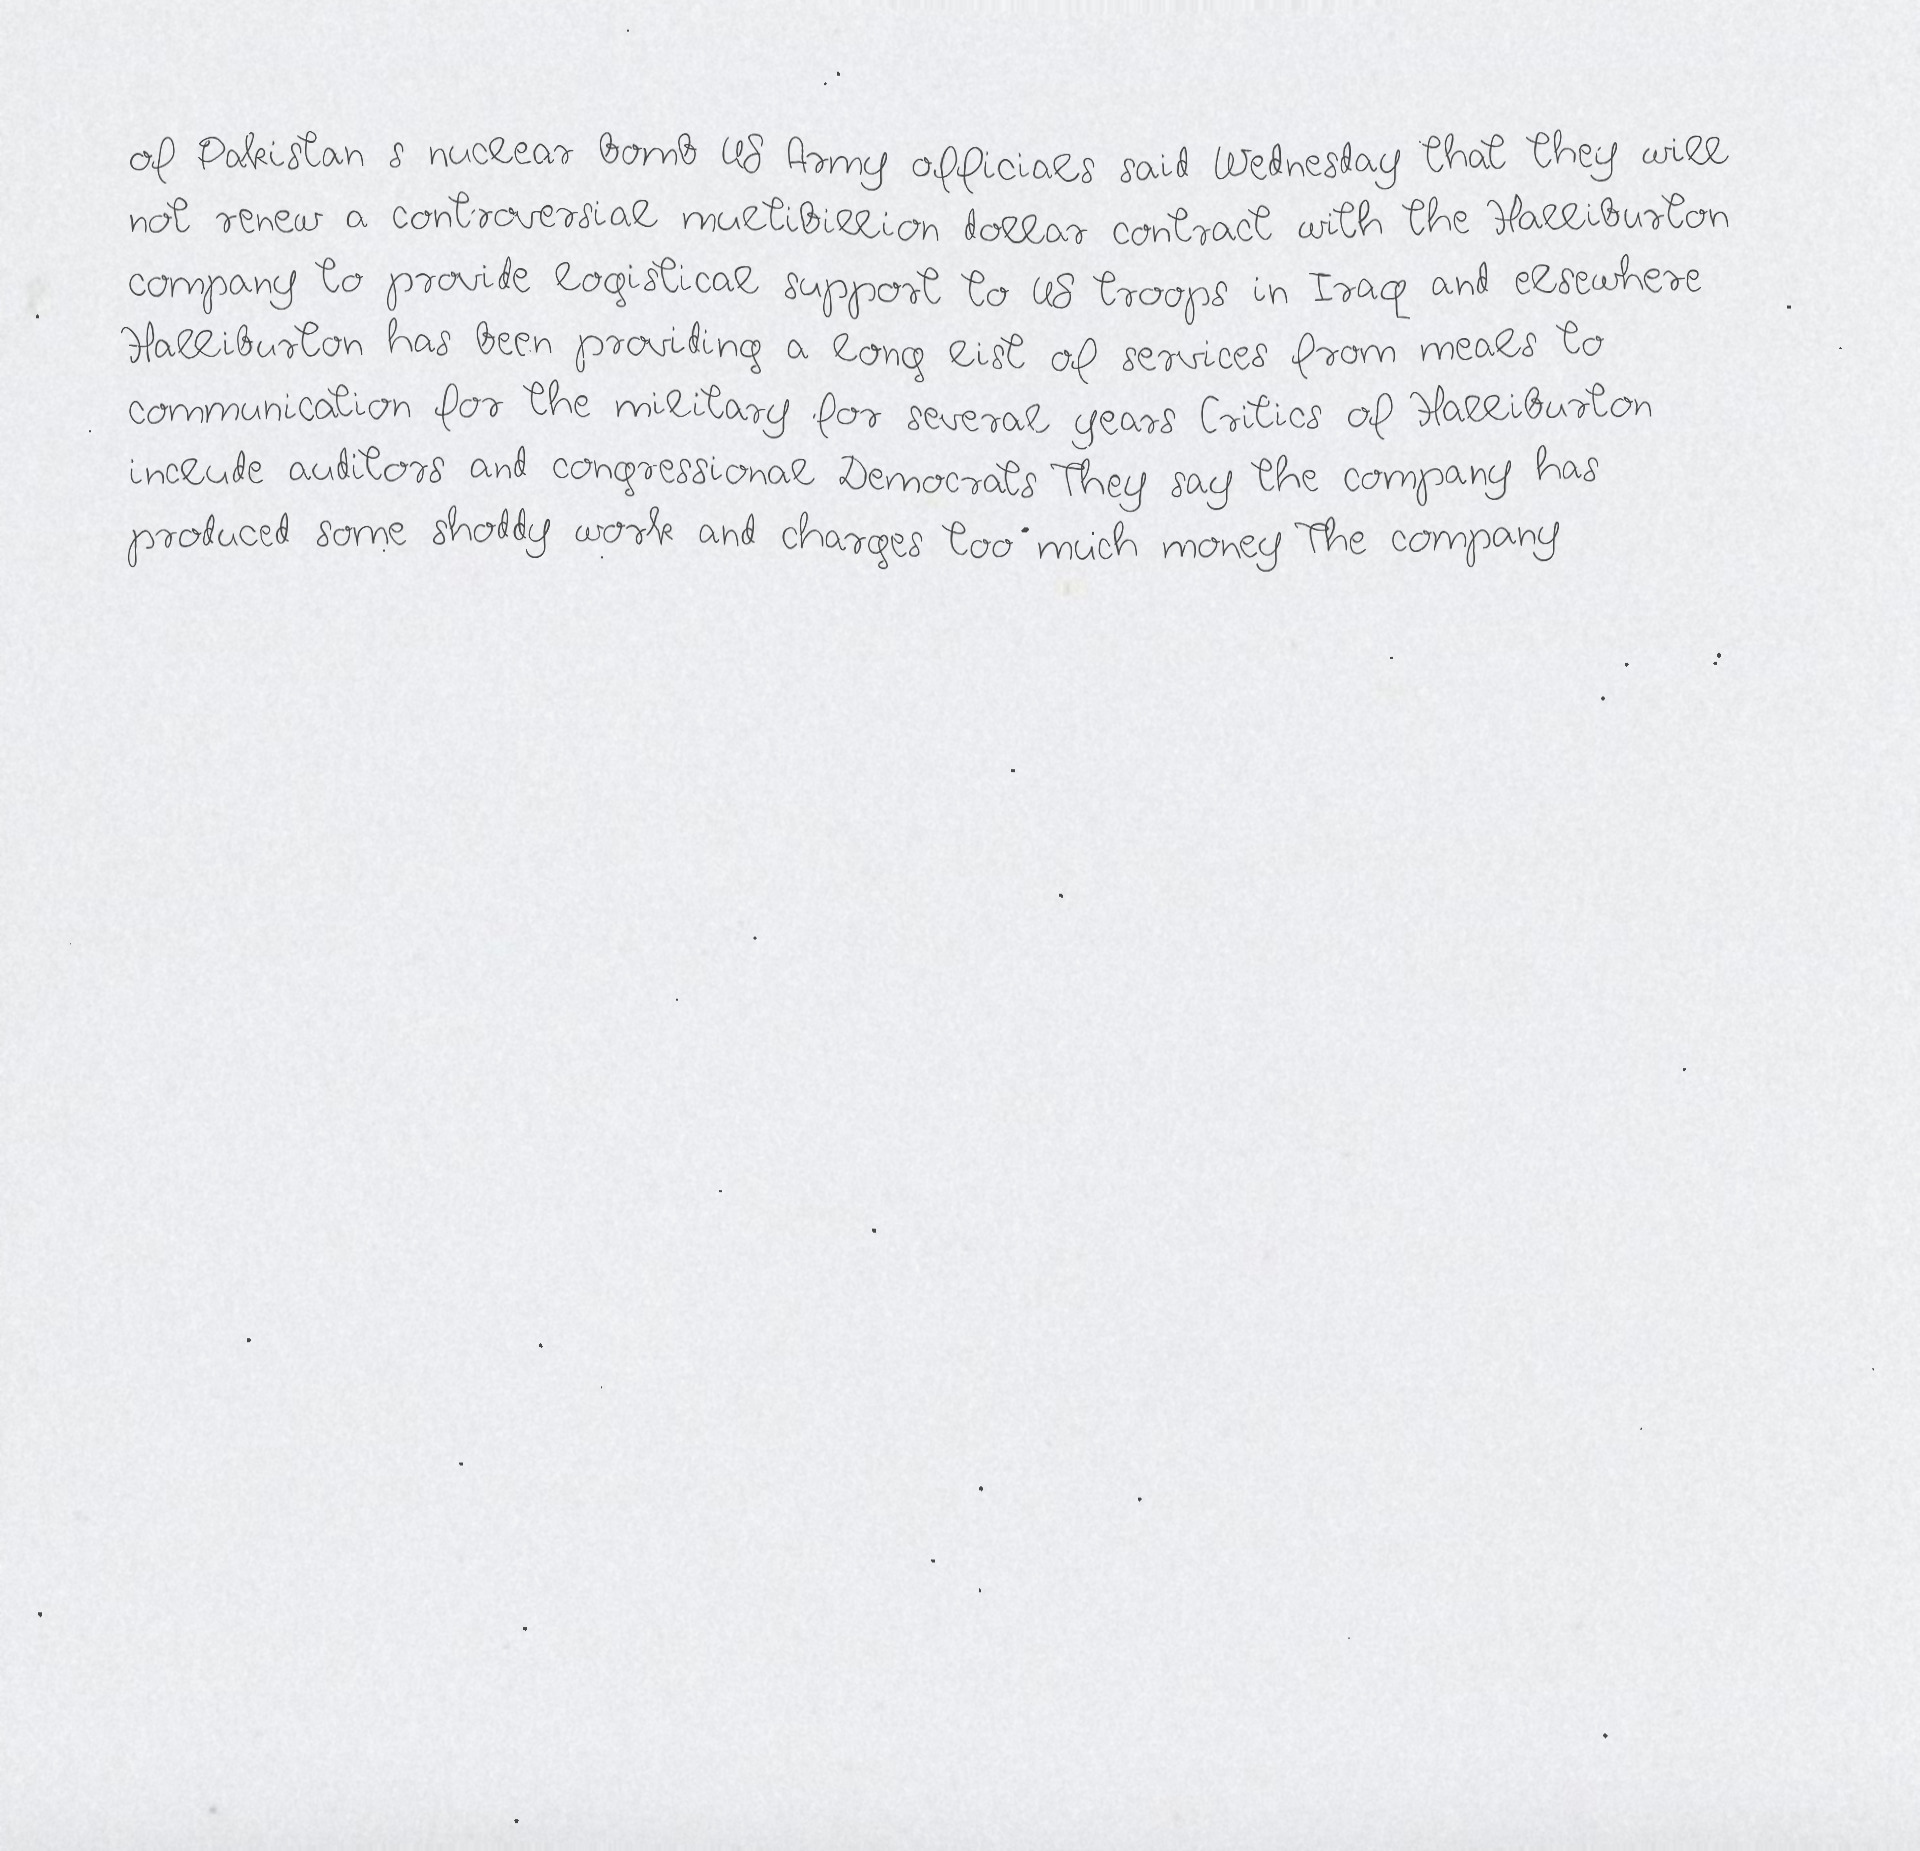 of Pakistan s nuclear bomb US Army officials said Wednesday that they will
not renew a controversial multibillion dollar contract with the Halliburton
company to provide logistical support to US troops in Iraq and elsewhere
Halliburton has been providing a long list of services from meals to
communication for the military for several years Critics of Halliburton
include auditors and congressional Democrats They say the company has
produced some shoddy work and charges too much money The company